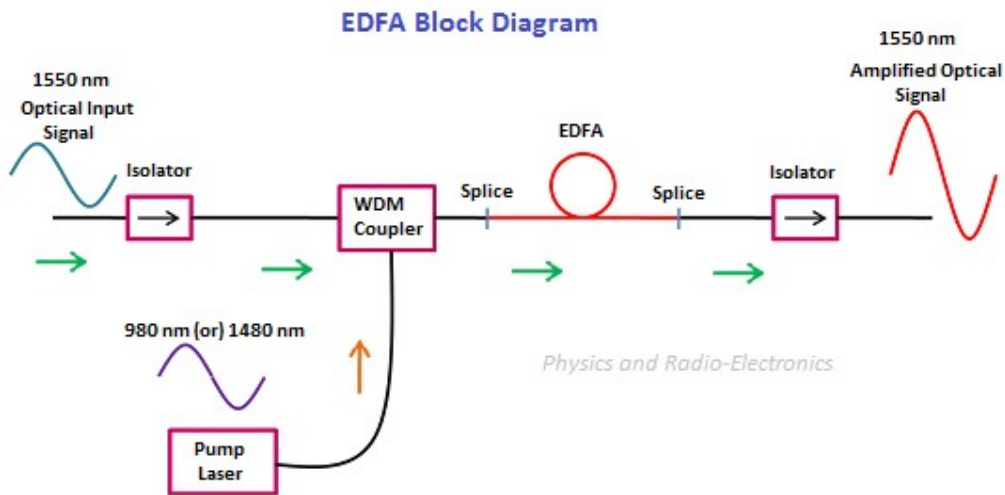 EDFA Block Diagram
1550 nm
Optical Input
Signal
Isolator
WDM
Coupler
Splice
EDFA
Splice
Isolator
1550 nm
Amplified Optical
Signal
980 nm (or) 1480 nm
Pump
Laser
Physics and Radio-Electronics